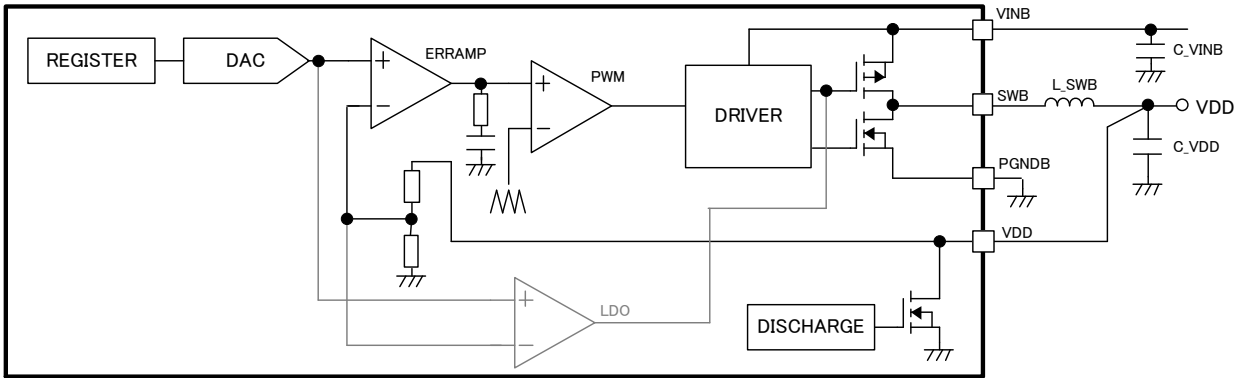 VINB
REGISTER
DAC
+
−
ERRAMP
+
−
PWM
DRIVER
C_VINB
SWB
L_SWB
VDD
C_VDD
PGNDB
VDD
+
−
LDO
DISCHARGE